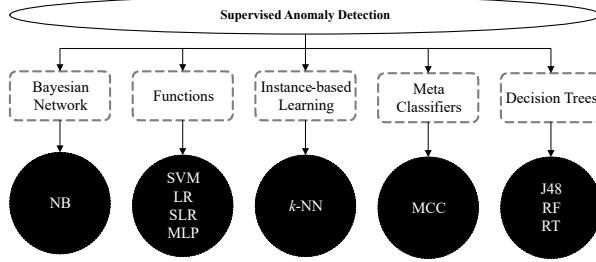 Supervised Anomaly Detection
Bayesian
Network
Functions
Instance-based
Learning
Meta
Classifiers
Decision Trees
NB
SVM
LR
SLR
MLP
k-NN
MCC
J48
RF
RT